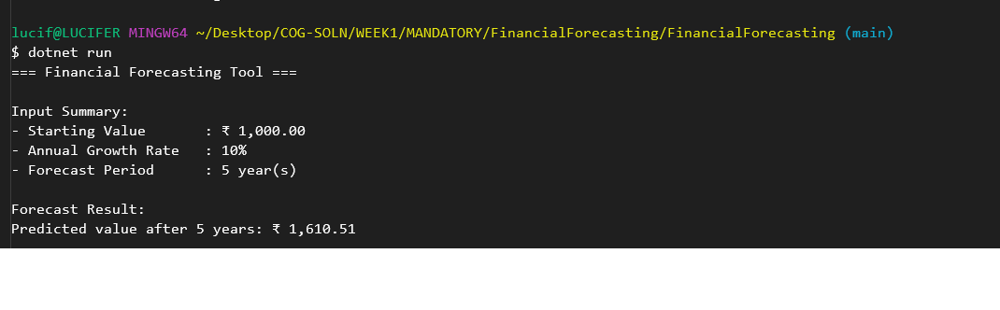 lucif@LUCIFER MINGW64 ~/Desktop/COG-SOLN/WEEK1/MANDATORY/FinancialForecasting/FinancialForecasting (main)
$ dotnet run
=== Financial Forecasting Tool ===
Input Summary:
- Starting Value       : ₹ 1,000.00
- Annual Growth Rate   : 10%
- Forecast Period      : 5 year(s)
Forecast Result:
Predicted value after 5 years: ₹ 1,610.51